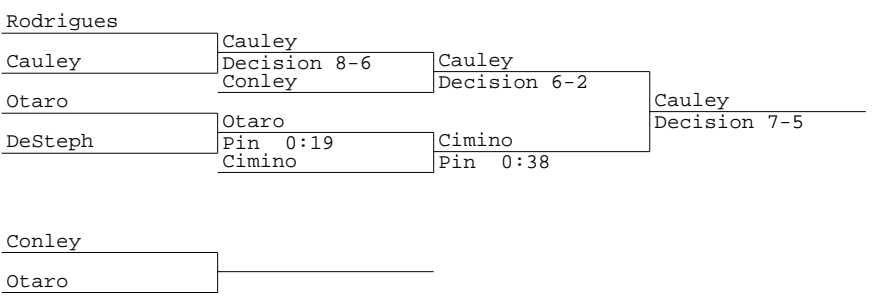 Rodrigues
Cauley
Cauley
Decision 8-6
Cauley
Conley
Decision 6-2
Otaro
Cauley
Otaro
Decision 7-5
DeSteph
Pin 0:19
Cimino
Cimino
Pin 0:38
Conley
Otaro